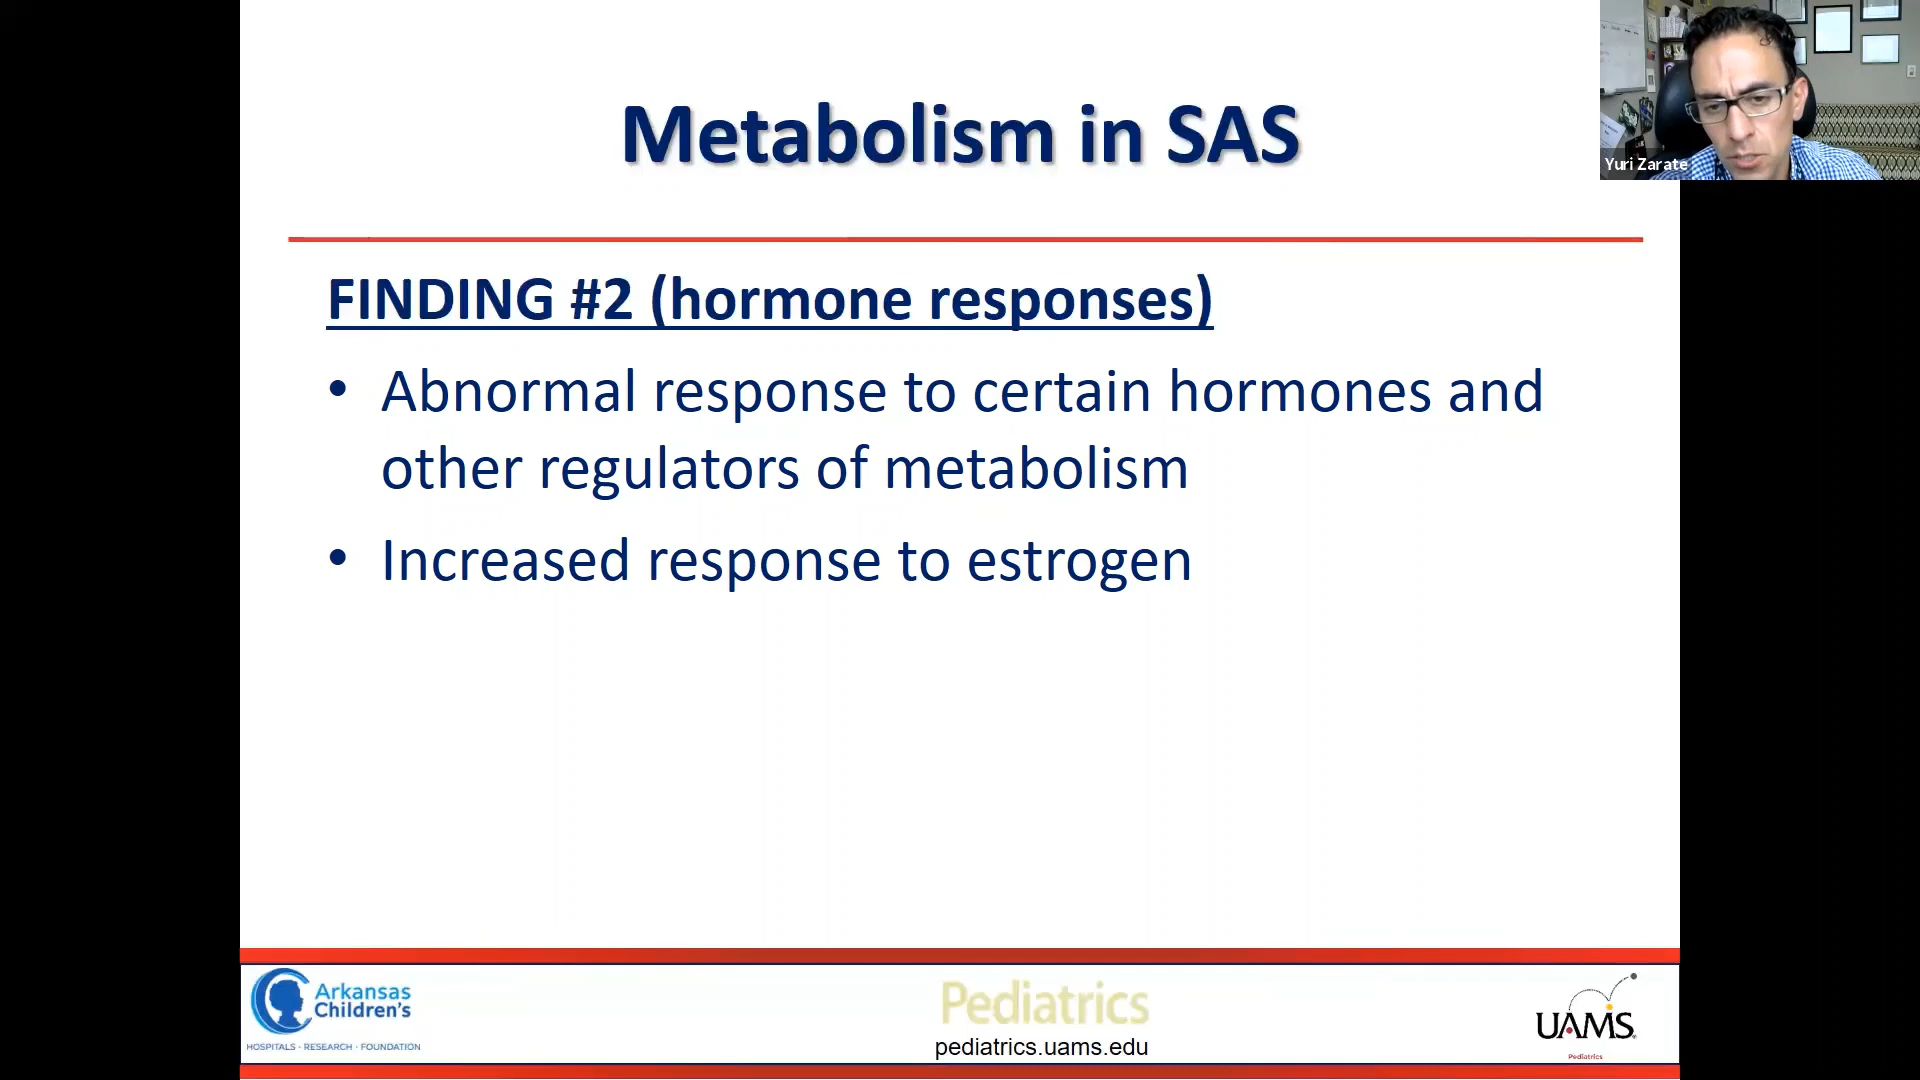 Metabolism in SAS
Yuri Zarate
FINDING #2 (hormone responses)
• Abnormal response to certain hormones and
other regulators of metabolism
• Increased response to estrogen
Arkansas
Children's
HOSPITALS • RESEARCH • FOUNDATION
Pediatrics
pediatrics.uams.edu
UAMS
Pediatrics